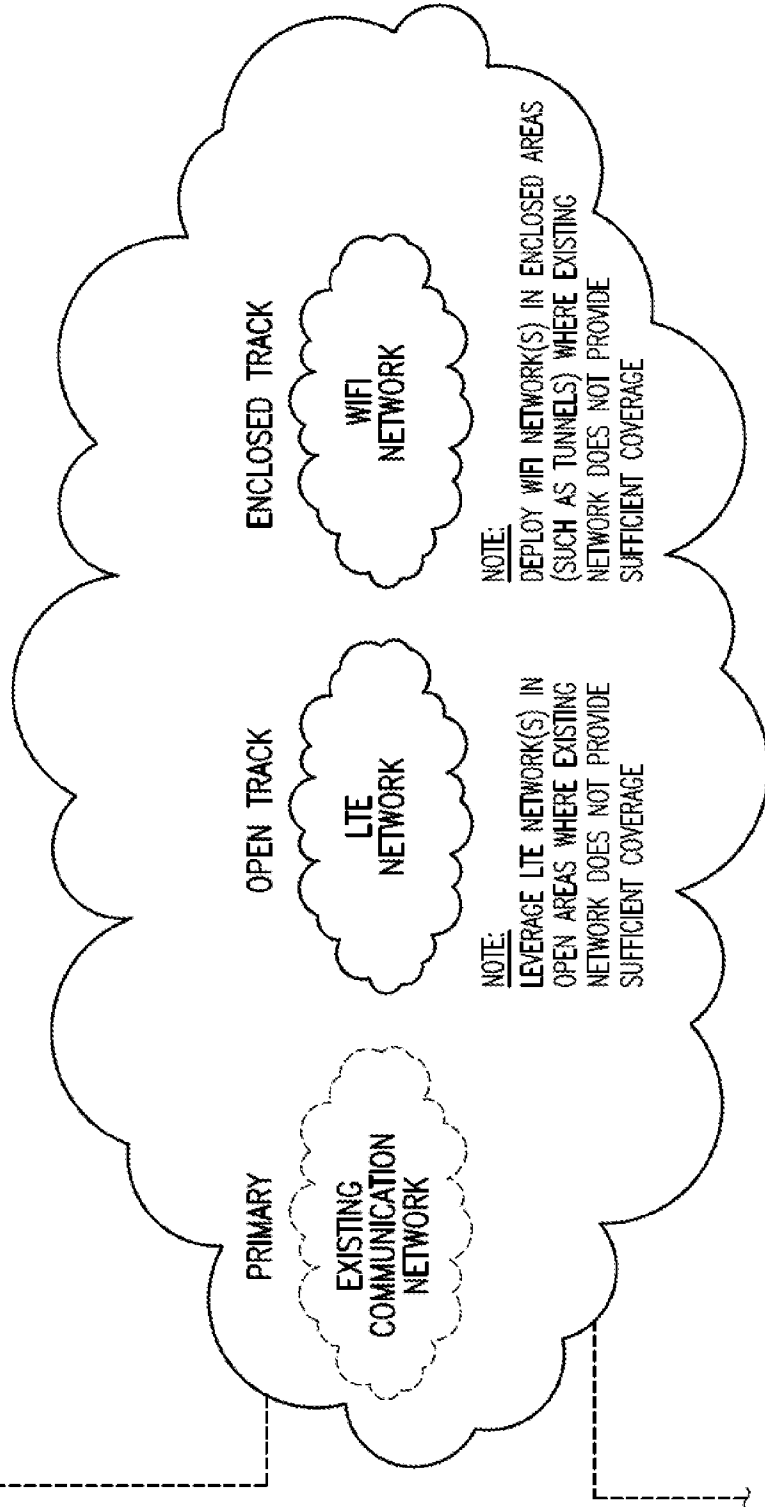 PRIMARY
EXISTING
COMMUNICATION
NETWORK
OPEN TRACK
LTE
NETWORK
NOTE:
LEVERAGE LTE NETWORK(S) IN
OPEN AREAS WHERE EXISTING
NETWORK DOES NOT PROVIDE
SUFFICIENT COVERAGE
ENCLOSED TRACK
WIFI
NETWORK
NOTE:
DEPLOY WIFI NETWORK(S) IN ENCLOSED AREAS
(SUCH AS TUNNELS) WHERE EXISTING
NETWORK DOES NOT PROVIDE
SUFFICIENT COVERAGE